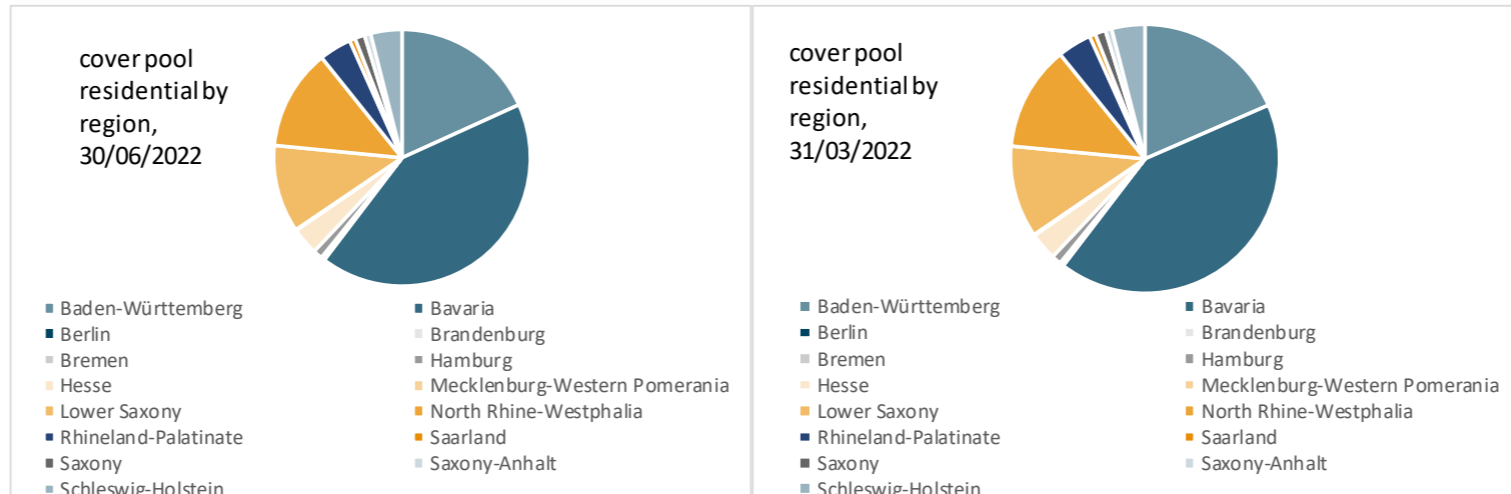 cover pool
residential by
region,
30/06/2022
Baden-Württemberg
Bavaria
Berlin
Brandenburg
Bremen
Hamburg
Hesse
Mecklenburg-Western Pomerania
Lower Saxony
North Rhine-Westphalia
Rhineland-Palatinate
Saarland
Saxony
Saxony-Anhalt
Schleswig-Holstein
cover pool
residential by
region,
31/03/2022
Baden-Württemberg
Bavaria
Berlin
Brandenburg
Bremen
Hamburg
Hesse
Mecklenburg-Western Pomerania
Lower Saxony
North Rhine-Westphalia
Rhineland-Palatinate
Saarland
Saxony
Saxony-Anhalt
Schleswig-Holstein